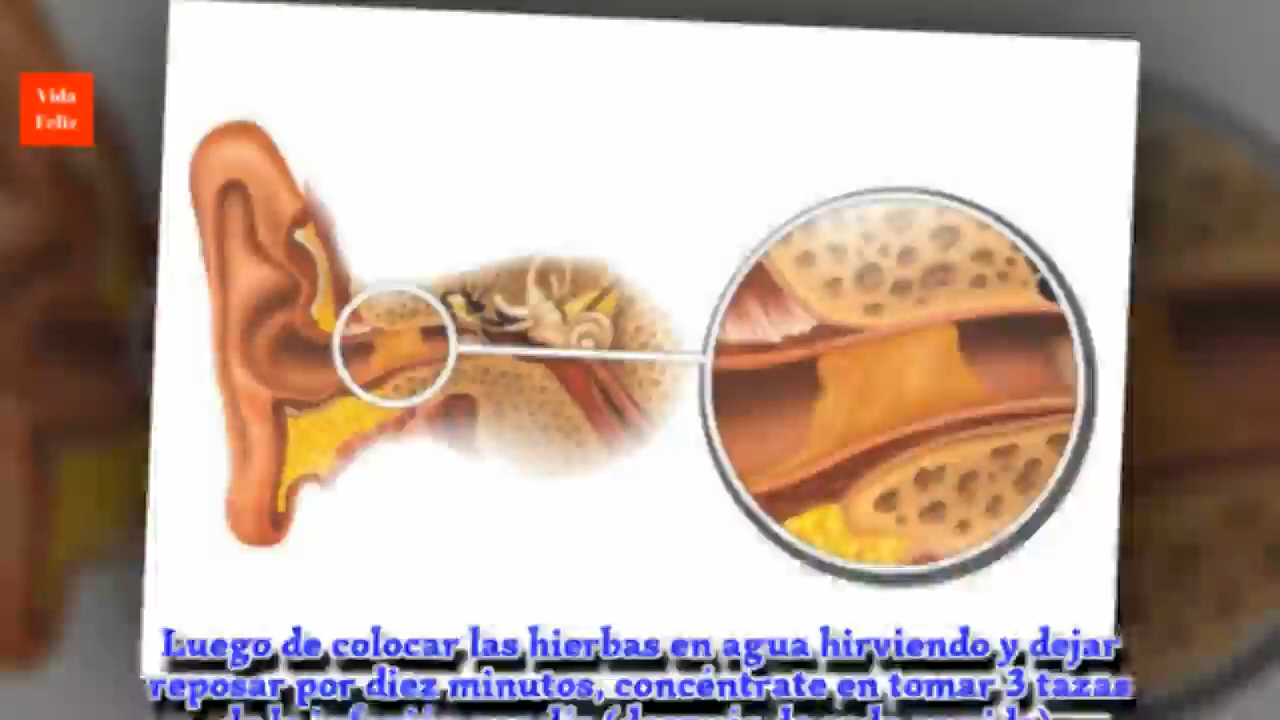 Vida
Feliz
Luego de colocar las hierbas en agua hirviendo y dejar
reposar por diez minutos, concéntrate en tomar 3 tazas